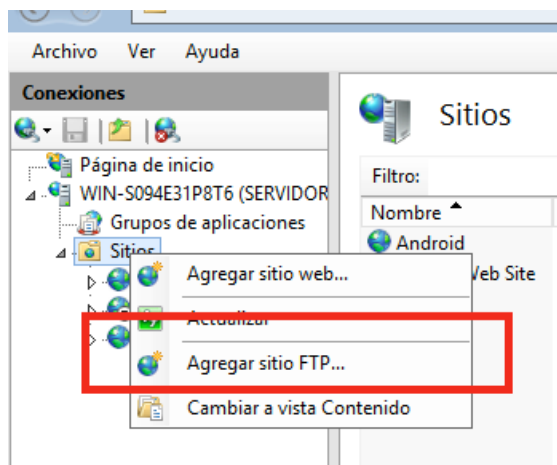 Archivo Ver Ayuda
Conexiones
Página de inicio
WIN-S094E31P8T6 (SERVIDOR
Grupos de aplicaciones
Sitios
Agregar sitio web...
Actualizar
Agregar sitio FTP...
Cambiar a vista Contenido
Sitios
Filtro:
Nombre
Android
Web Site